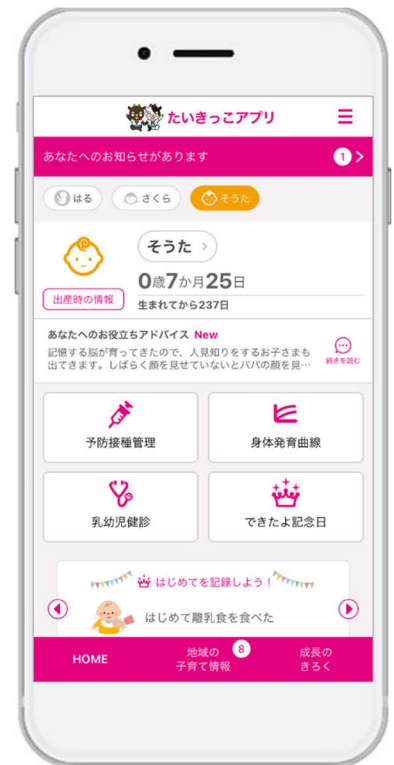 たいきっこアプリ
あなたへのお知らせがあります
1
はる
さくら
そうた
そうた
0歳7か月25日
出産時の情報
生まれてから237日
あなたへのお役立ちアドバイス New
記憶する脳が育ってきたので、人見知りをするお子さまも
出てきます。しばらく顔を見せていないとパパの顔を見…
続きを読む
予防接種管理
身体発育曲線
乳幼児健診
できたよ記念日
はじめてを記録しよう!
はじめて離乳食を食べた
HOME
地域の
子育て情報
8
成長の
きろく